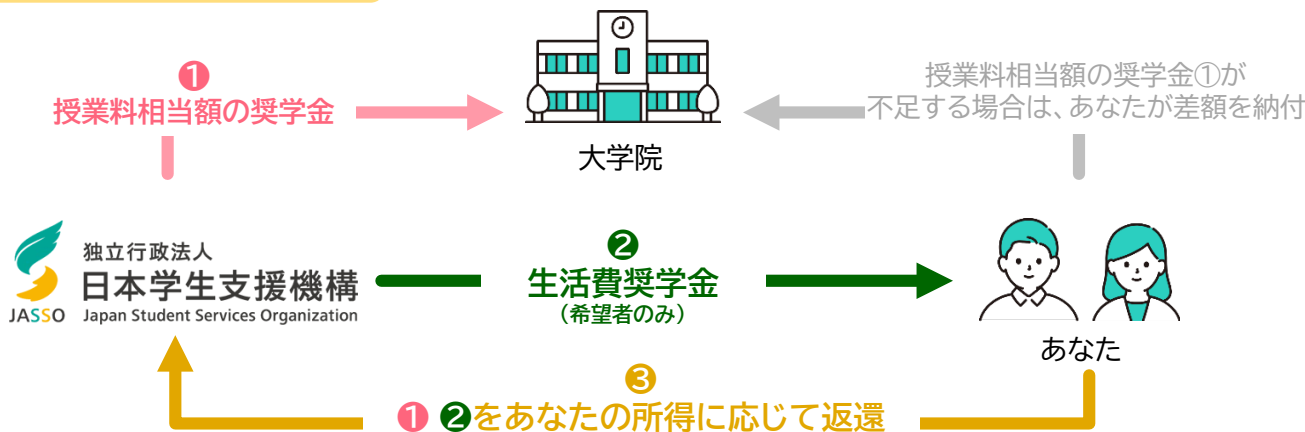 ❶
授業料相当額の奨学金
大学院
授業料相当額の奨学金①が
不足する場合は、あなたが差額を納付
JASSO
独立行政法人
日本学生支援機構
Japan Student Services Organization
❷
生活費奨学金
（希望者のみ）
あなた
❸
❶ ❷をあなたの所得に応じて返還